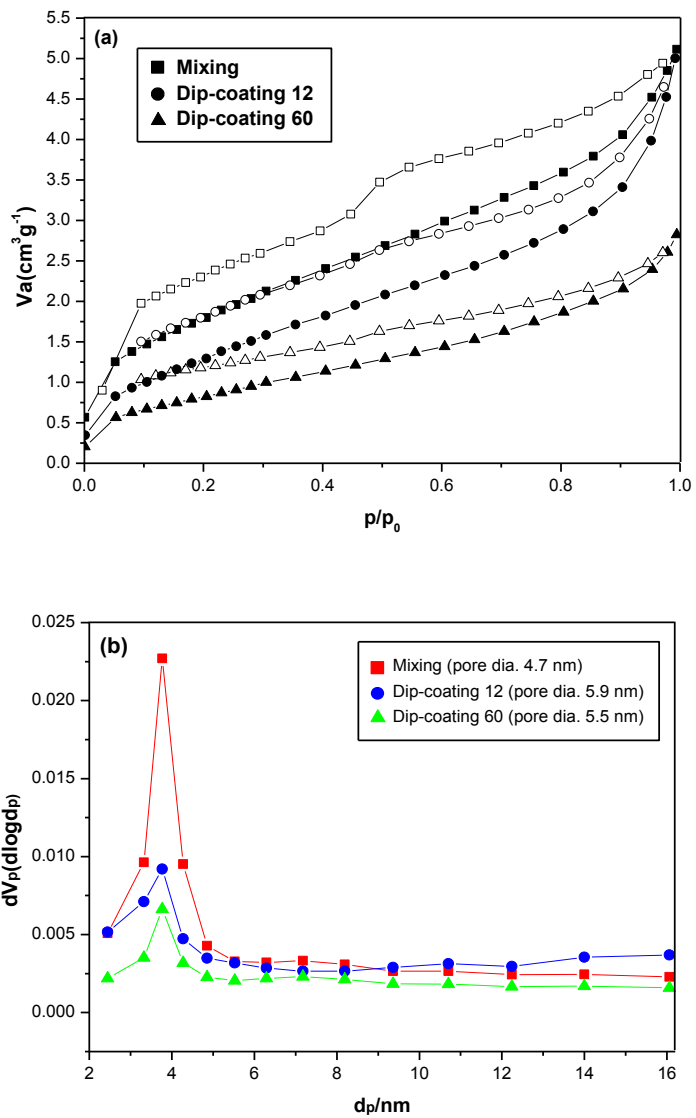 (a)
Mixing
Dip-coating 12
Dip-coating 60
5.5
5.0
4.5
4.0
3.5
3.0
2.5
2.0
1.5
1.0
0.5
0.0
Va(cm³g⁻¹)
0.0 0.2 0.4 0.6 0.8 1.0
p/p₀
(b)
Mixing (pore dia. 4.7 nm)
Dip-coating 12 (pore dia. 5.9 nm)
Dip-coating 60 (pore dia. 5.5 nm)
0.025
0.020
0.015
0.010
0.005
0.000
dVp(dlogdp)
2 4 6 8 10 12 14 16
dp/nm